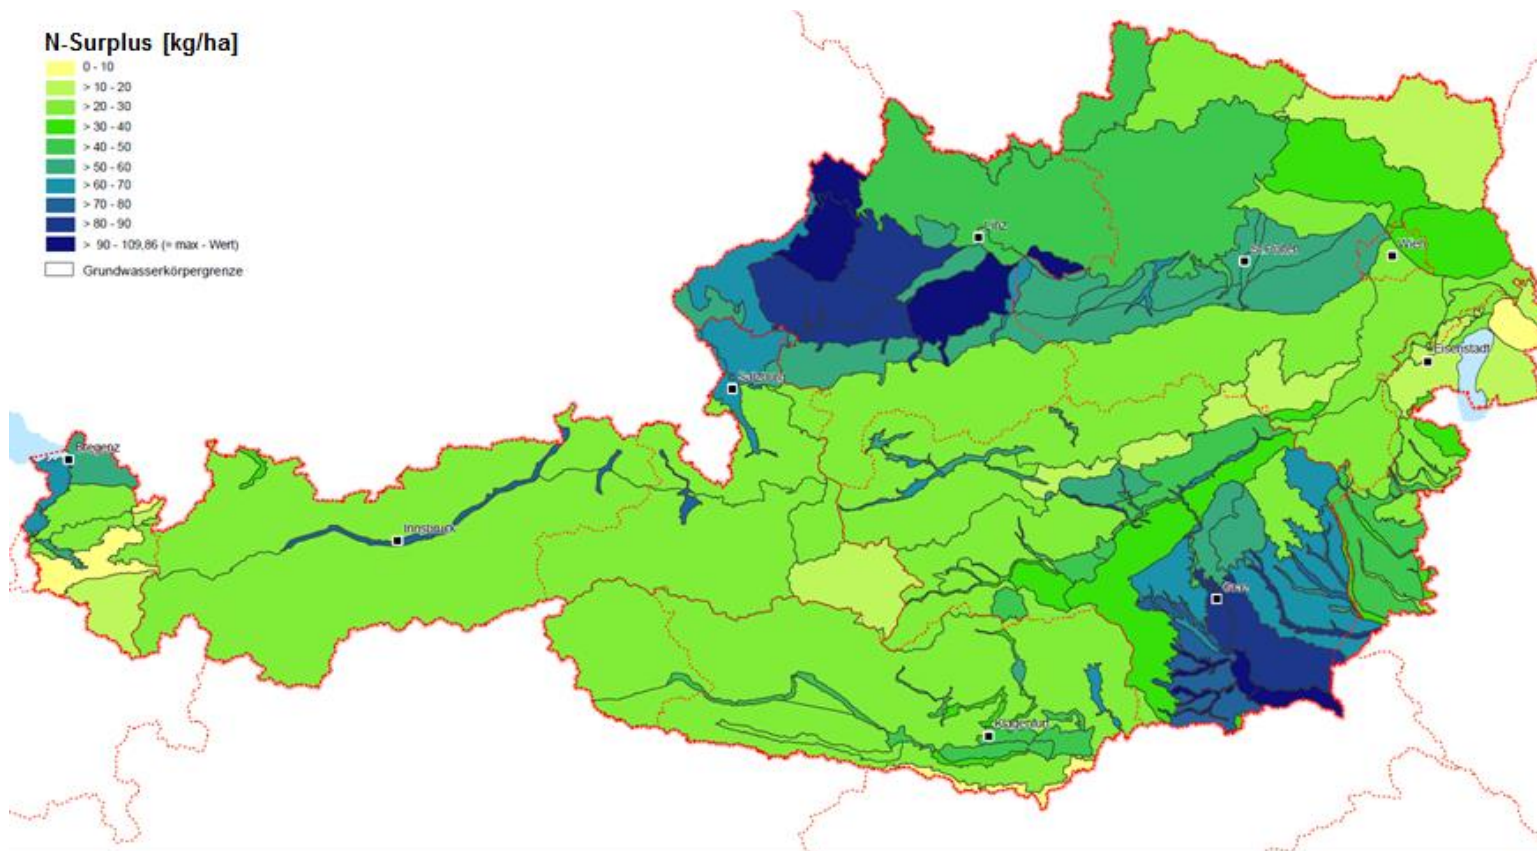 N-Surplus [kg/ha]
0 - 10
> 10 - 20
> 20 - 30
> 30 - 40
> 40 - 50
> 50 - 60
> 60 - 70
> 70 - 80
> 80 - 90
> 90 - 109,86 (= max - Wert)
Grundwasserkörpergrenze
Linz
Wien
Eisenstadt
Salzburg
Bregenz
Innsbruck
Graz
Klagenfurt